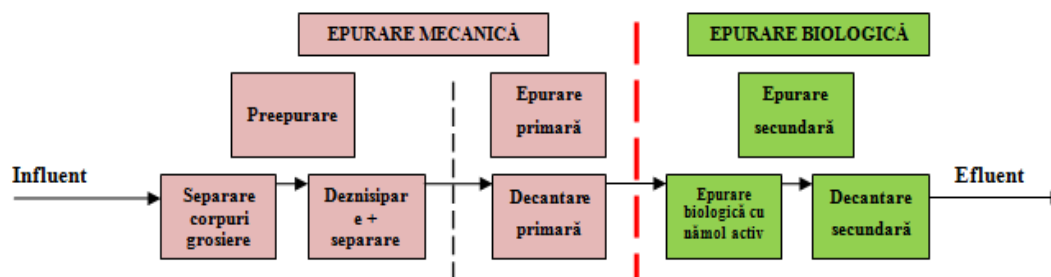 EPURARE MECANICĂ
EPURARE BIOLOGICĂ
Preepurare
Epurare
primară
Epurare
secundară
Influent
Separare
corpuri
grosiere
Deznisipar
e +
separare
Decantare
primară
Epurare
biologică cu
nămol activ
Decantare
secundară
Efluent